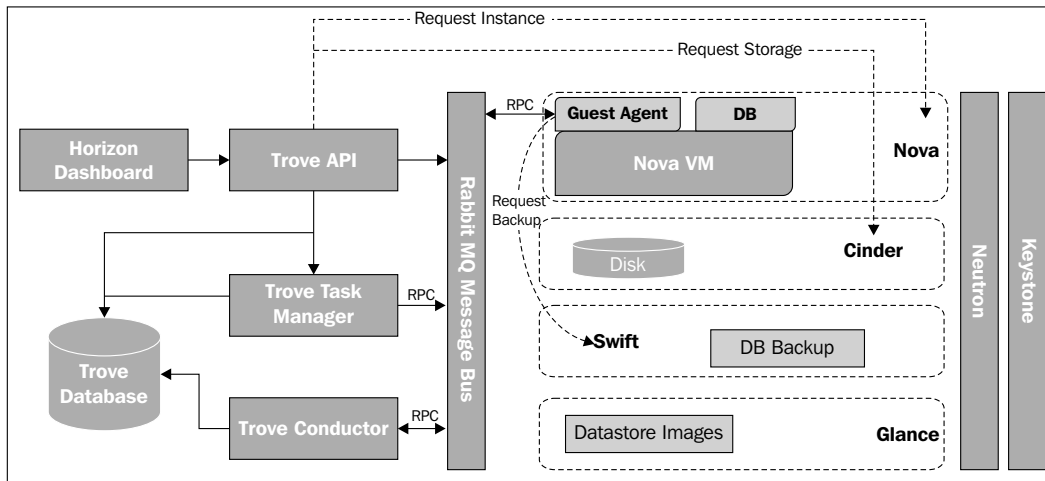 Request Instance
Request Storage
RPC
Guest Agent
DB
Horizon
Dashboard
Trove API
Nova VM
Nova
Rabbit MQ Message Bus
Request
Backup
Cinder
Disk
Neutron
Keystone
Trove Task
Manager
RPC
Swift
DB Backup
Trove
Database
Trove Conductor
RPC
Datastore Images
Glance